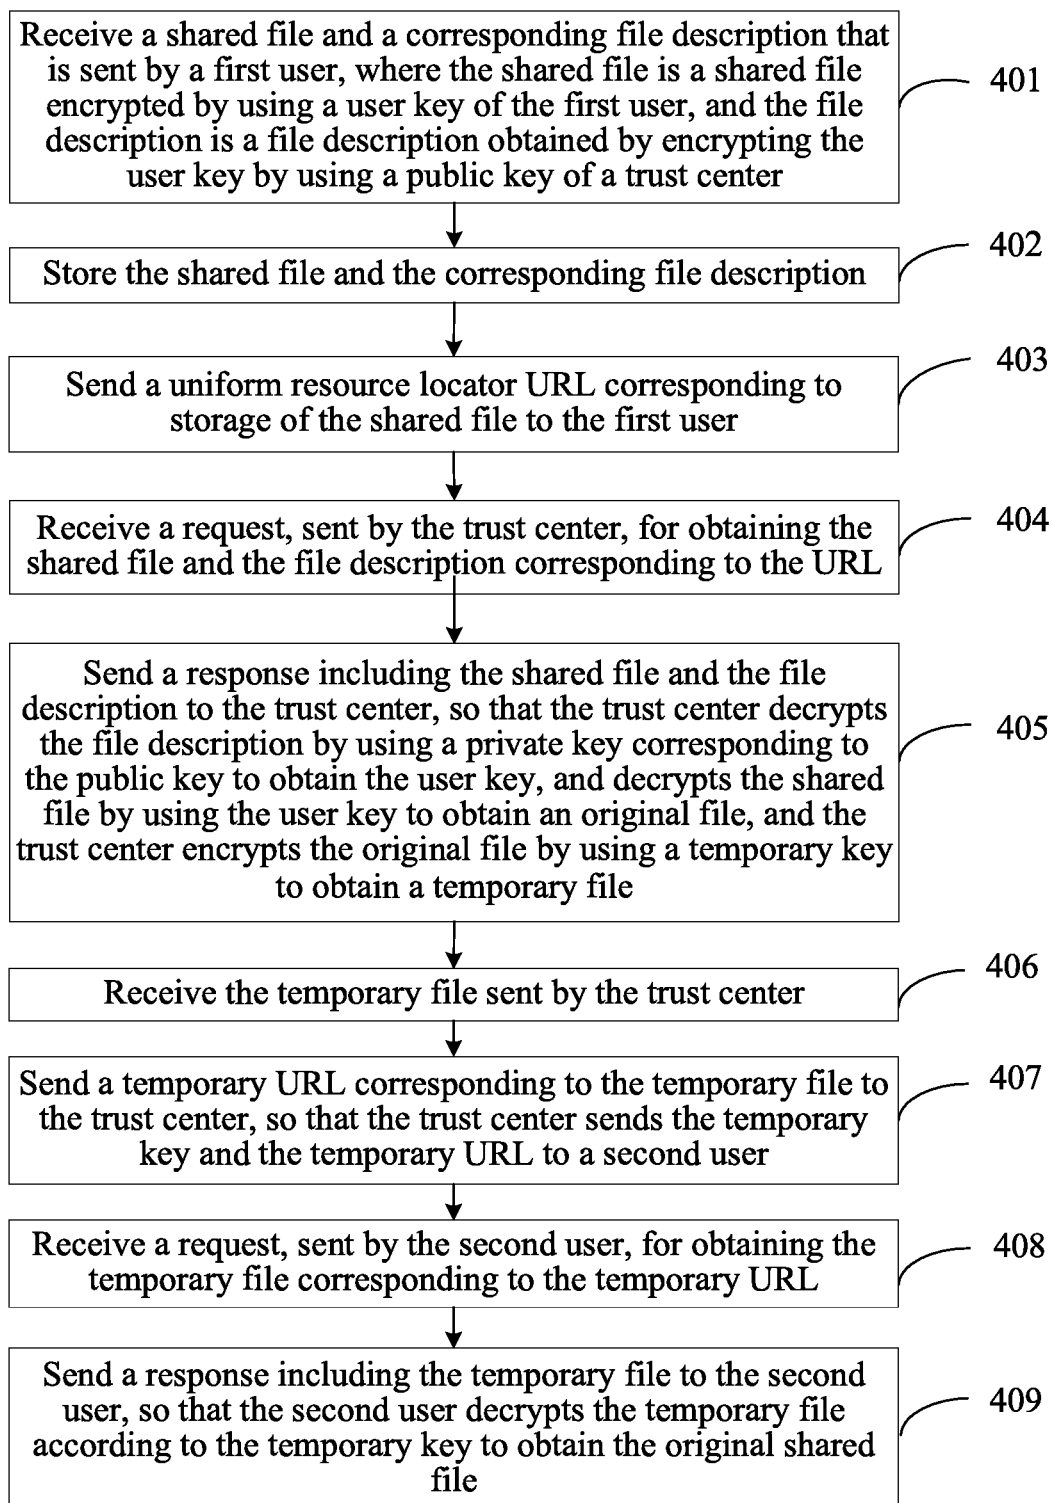 Receive a shared file and a corresponding file description that
is sent by a first user, where the shared file is a shared file
encrypted by using a user key of the first user, and the file
description is a file description obtained by encrypting the
user key by using a public key of a trust center
401
Store the shared file and the corresponding file description
402
Send a uniform resource locator URL corresponding to
storage of the shared file to the first user
403
Receive a request, sent by the trust center, for obtaining the
shared file and the file description corresponding to the URL
404
Send a response including the shared file and the file
description to the trust center, so that the trust center decrypts
the file description by using a private key corresponding to
the public key to obtain the user key, and decrypts the shared
file by using the user key to obtain an original file, and the
trust center encrypts the original file by using a temporary key
to obtain a temporary file
405
Receive the temporary file sent by the trust center
406
Send a temporary URL corresponding to the temporary file to
the trust center, so that the trust center sends the temporary
key and the temporary URL to a second user
407
Receive a request, sent by the second user, for obtaining the
temporary file corresponding to the temporary URL
408
Send a response including the temporary file to the second
user, so that the second user decrypts the temporary file
according to the temporary key to obtain the original shared
file
409